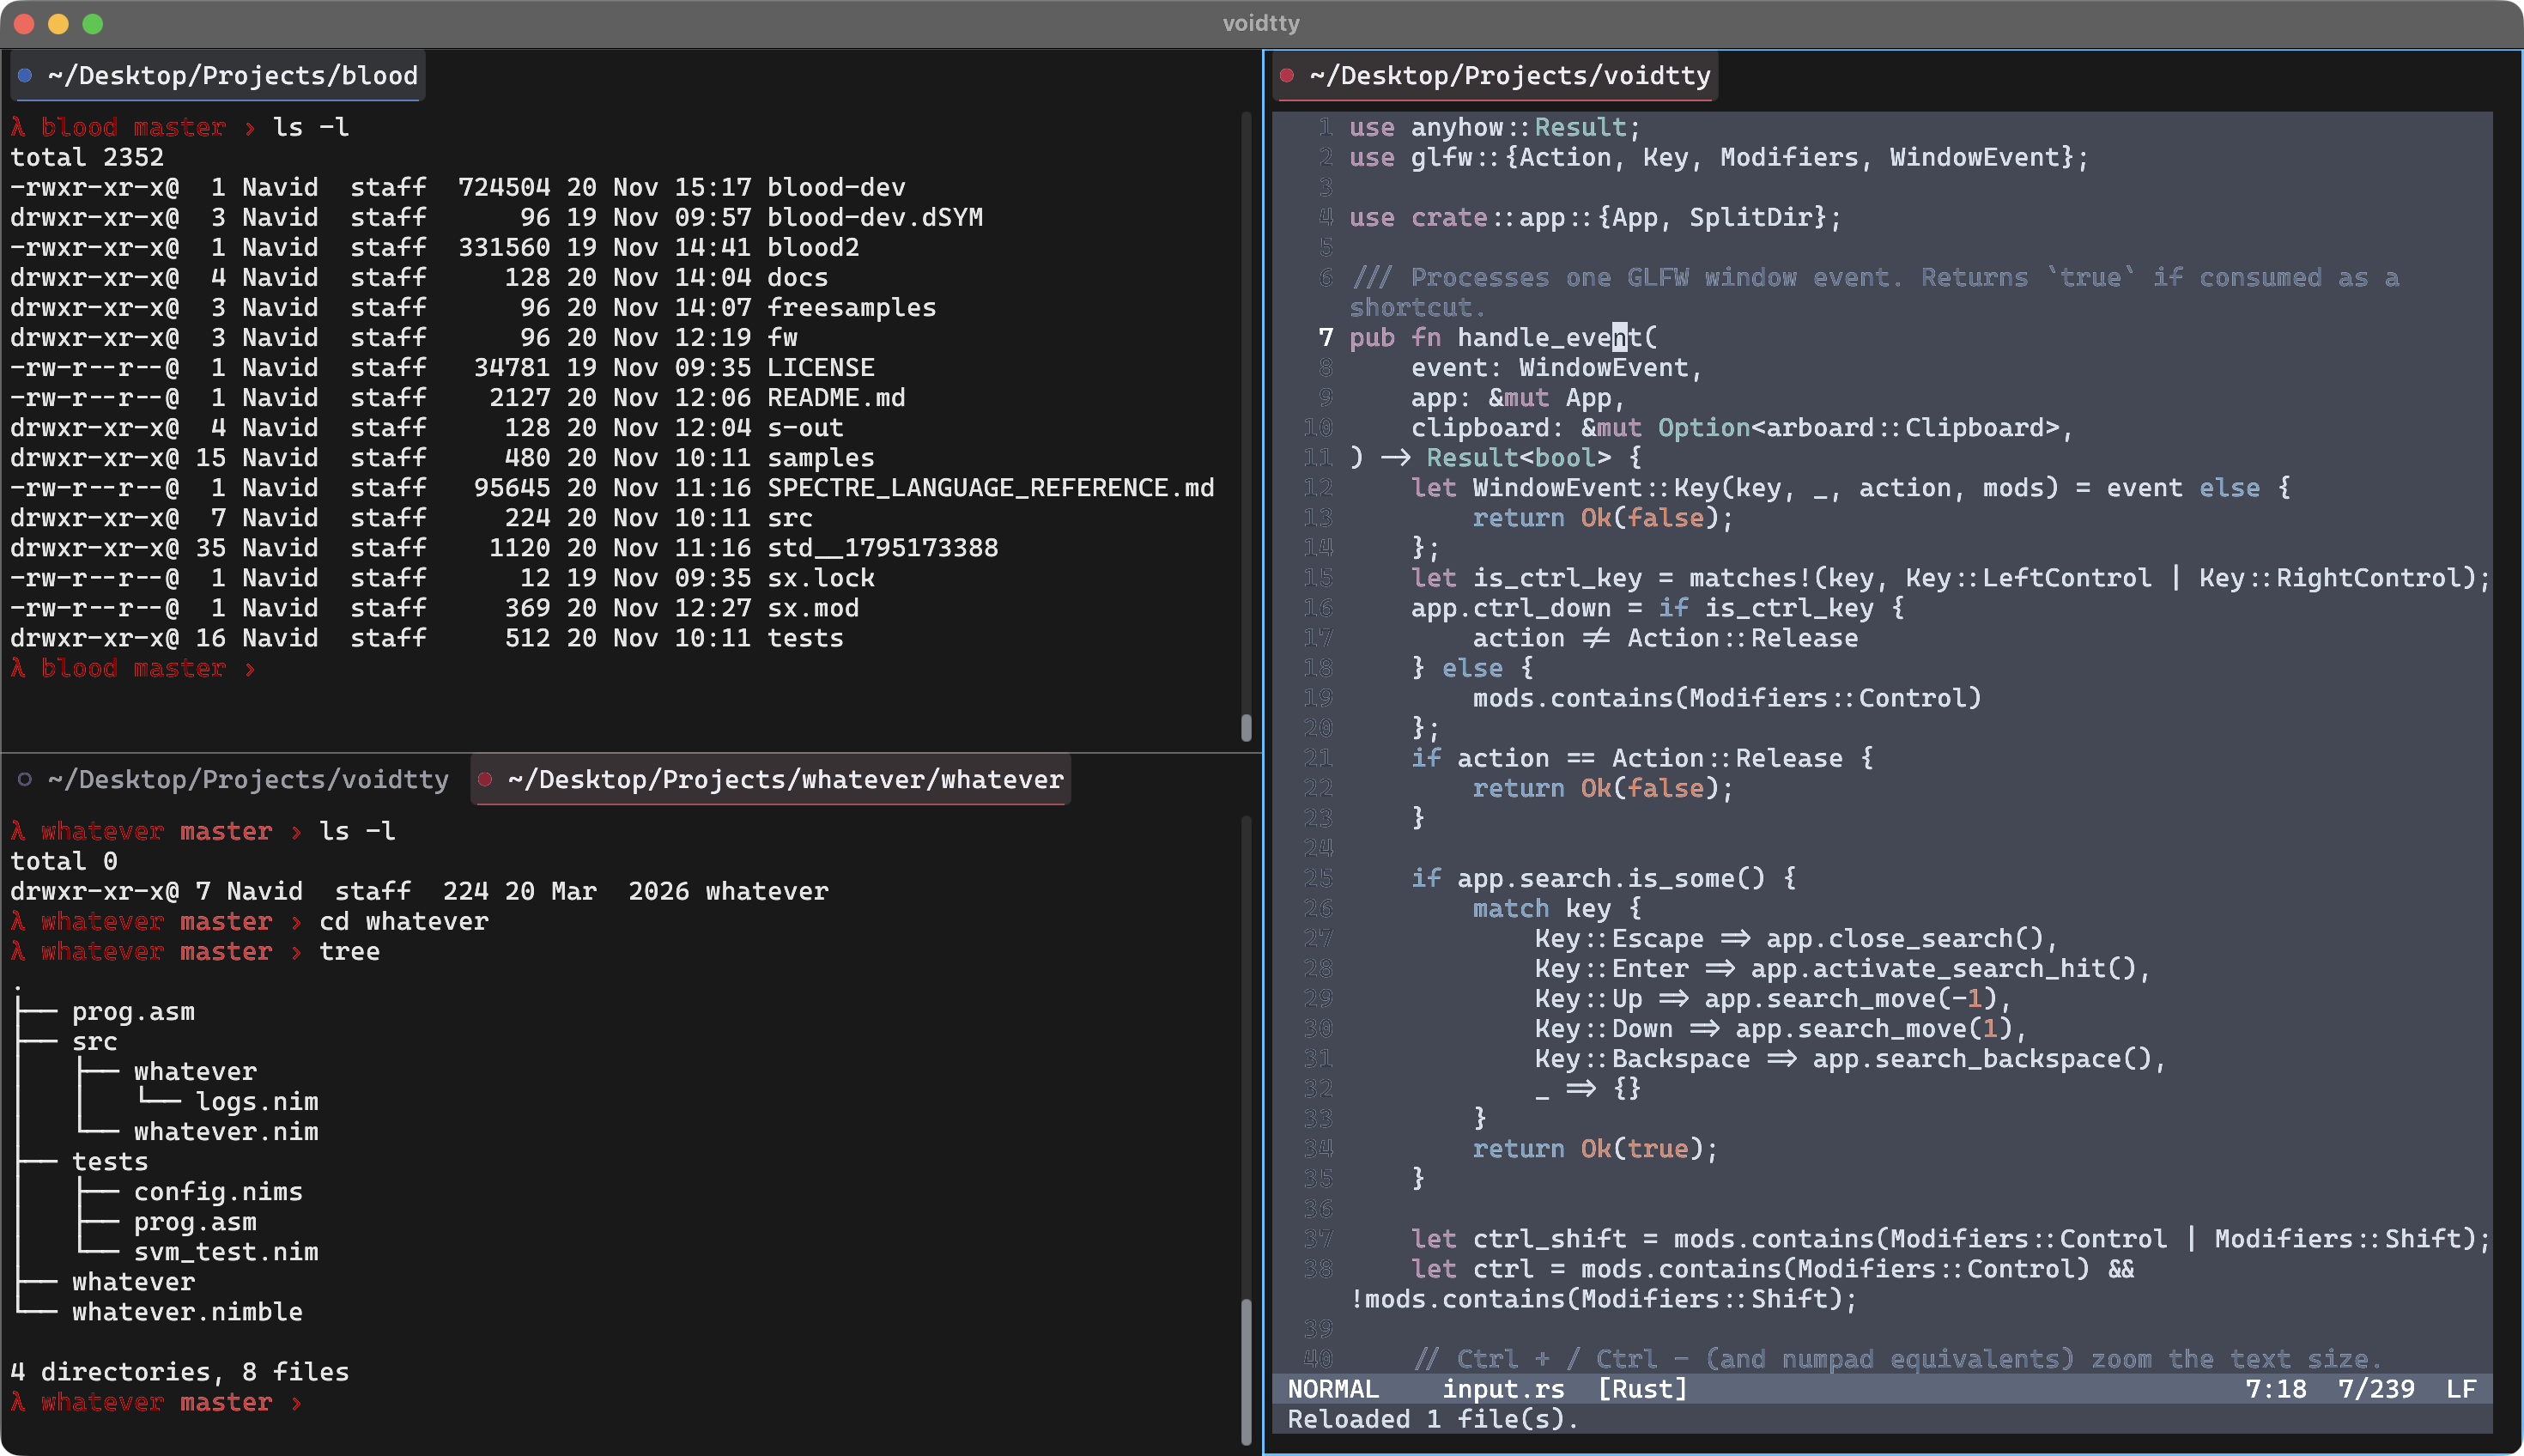 voidtty
~/Desktop/Projects/blood
λ blood master › ls -l
total 2352
-rwxr-xr-x@  1 Navid  staff  724504 20 Nov 15:17 blood-dev
drwxr-xr-x@  3 Navid  staff      96 19 Nov 09:57 blood-dev.dSYM
-rwxr-xr-x@  1 Navid  staff  331560 19 Nov 14:41 blood2
drwxr-xr-x@  4 Navid  staff     128 20 Nov 14:04 docs
drwxr-xr-x@  3 Navid  staff      96 20 Nov 14:07 freesamples
drwxr-xr-x@  3 Navid  staff      96 20 Nov 12:19 fw
-rw-r--r--@  1 Navid  staff   34781 19 Nov 09:35 LICENSE
-rw-r--r--@  1 Navid  staff    2127 20 Nov 12:06 README.md
drwxr-xr-x@  4 Navid  staff     128 20 Nov 12:04 s-out
drwxr-xr-x@ 15 Navid  staff     480 20 Nov 10:11 samples
-rw-r--r--@  1 Navid  staff   95645 20 Nov 11:16 SPECTRE_LANGUAGE_REFERENCE.md
drwxr-xr-x@  7 Navid  staff     224 20 Nov 10:11 src
drwxr-xr-x@ 35 Navid  staff    1120 20 Nov 11:16 std__1795173388
-rw-r--r--@  1 Navid  staff      12 19 Nov 09:35 sx.lock
-rw-r--r--@  1 Navid  staff     369 20 Nov 12:27 sx.mod
drwxr-xr-x@ 16 Navid  staff     512 20 Nov 10:11 tests
λ blood master ›
~/Desktop/Projects/voidtty
~/Desktop/Projects/whatever/whatever
λ whatever master › ls -l
total 0
drwxr-xr-x@ 7 Navid  staff  224 20 Mar  2026 whatever
λ whatever master › cd whatever
λ whatever master › tree
.
├── prog.asm
├── src
│   ├── whatever
│   │   └── logs.nim
│   └── whatever.nim
├── tests
│   ├── config.nims
│   ├── prog.asm
│   └── svm_test.nim
├── whatever
└── whatever.nimble
4 directories, 8 files
λ whatever master ›
~/Desktop/Projects/voidtty
1 use anyhow::Result;
2 use glfw::{Action, Key, Modifiers, WindowEvent};
3
4 use crate::app::{App, SplitDir};
5
6 /// Processes one GLFW window event. Returns `true` if consumed as a
shortcut.
7 pub fn handle_event(
8     event: WindowEvent,
9     app: &mut App,
10     clipboard: &mut Option<arboard::Clipboard>,
11 ) -> Result<bool> {
12     let WindowEvent::Key(key, _, action, mods) = event else {
13         return Ok(false);
14     };
15     let is_ctrl_key = matches!(key, Key::LeftControl | Key::RightControl);
16     app.ctrl_down = if is_ctrl_key {
17         action != Action::Release
18     } else {
19         mods.contains(Modifiers::Control)
20     };
21     if action == Action::Release {
22         return Ok(false);
23     }
24
25     if app.search.is_some() {
26         match key {
27             Key::Escape => app.close_search(),
28             Key::Enter => app.activate_search_hit(),
29             Key::Up => app.search_move(-1),
30             Key::Down => app.search_move(1),
31             Key::Backspace => app.search_backspace(),
32             _ => {}
33         }
34         return Ok(true);
35     }
36
37     let ctrl_shift = mods.contains(Modifiers::Control | Modifiers::Shift);
38     let ctrl = mods.contains(Modifiers::Control) &&
!mods.contains(Modifiers::Shift);
39
40     // Ctrl + / Ctrl - (and numpad equivalents) zoom the text size.
NORMAL    input.rs  [Rust]    7:18  7/239  LF
Reloaded 1 file(s).